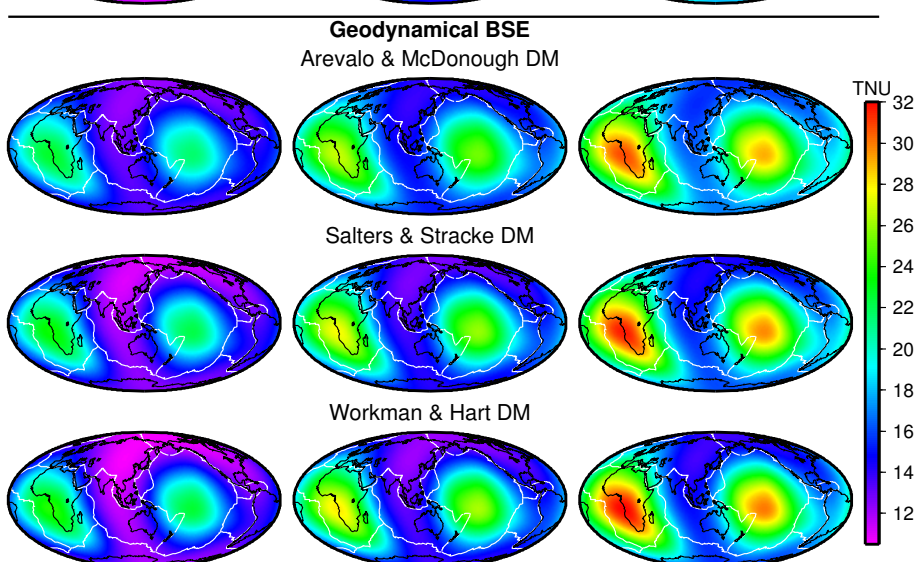 Geodynamical BSE
Arevalo & McDonough DM
TNU
32
30
28
26
24
22
20
18
16
14
12
Salters & Stracke DM
Workman & Hart DM